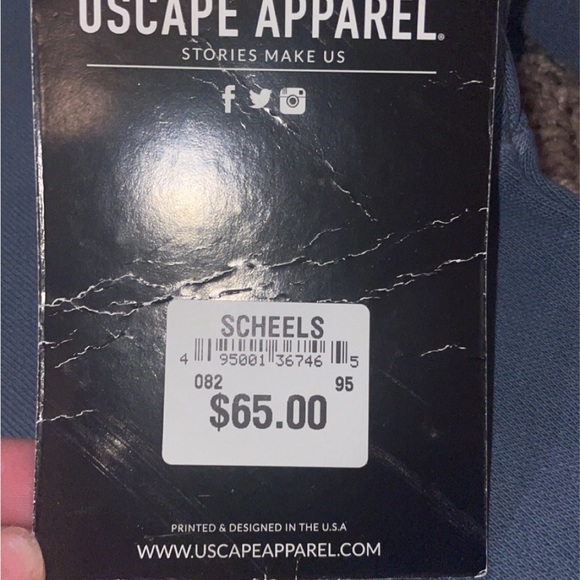 USCAPE APPAREL®
STORIES MAKE US
SCHEELS
4 95001 36746 5
082 95
$65.00
PRINTED & DESIGNED IN THE U.S.A
WWW.USCAPEAPPAREL.COM